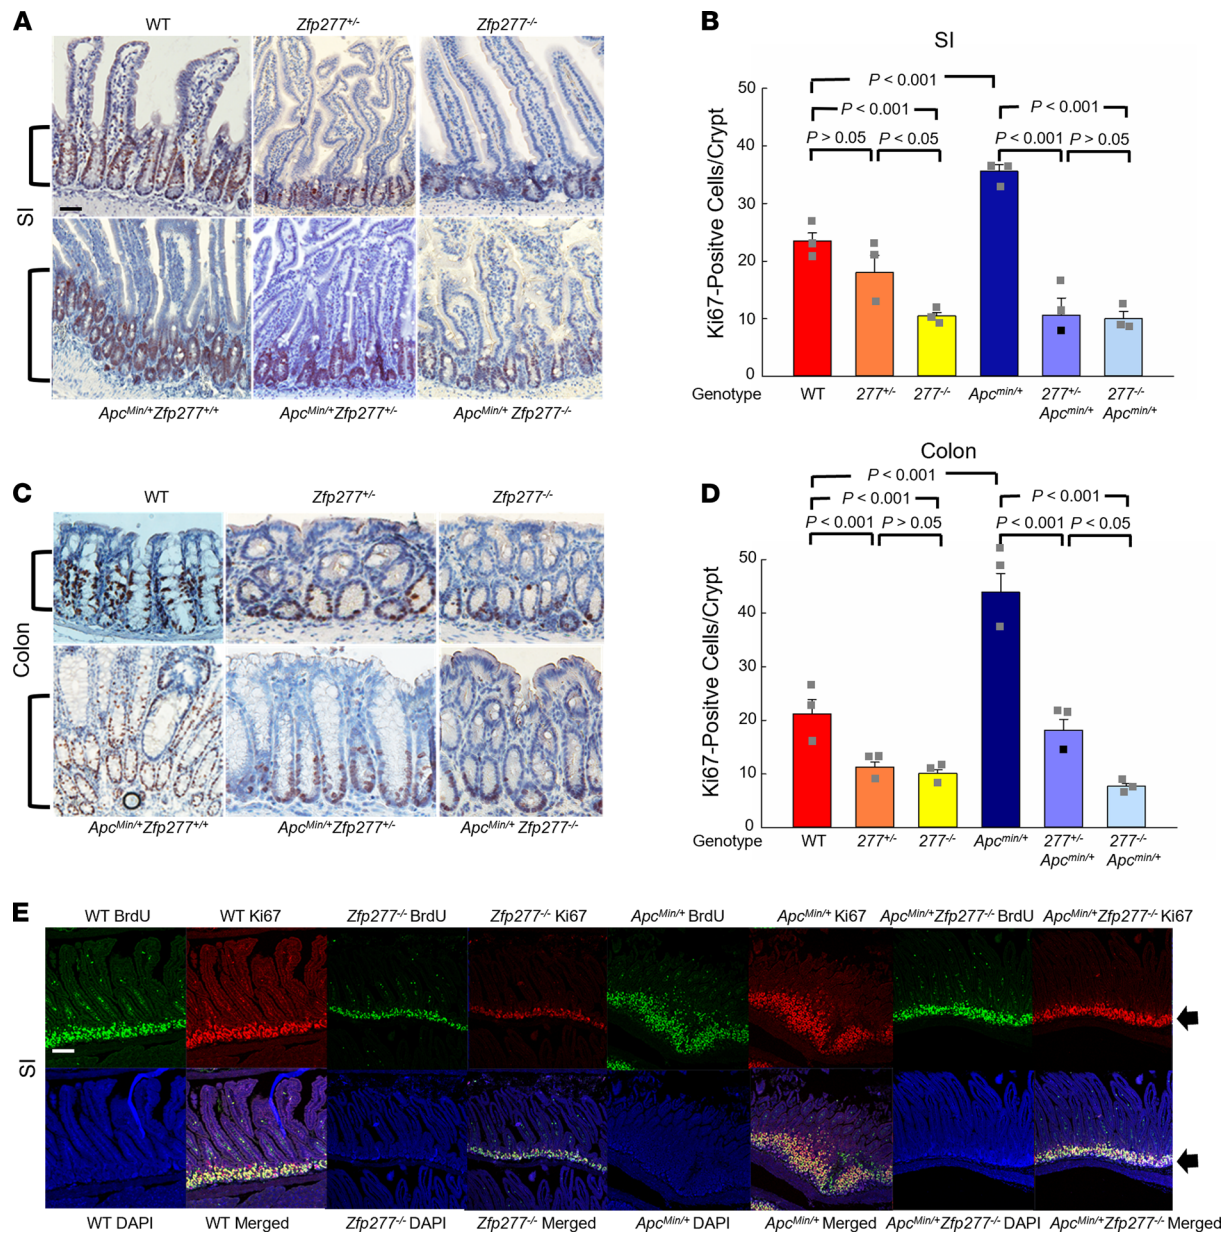 A
WT
Zfp277+/-
Zfp277-/-
SI
ApcMin/+Zfp277+/+
ApcMin/+Zfp277+/-
ApcMin/+ Zfp277-/-
B
SI
P < 0.001
P < 0.001
P < 0.001
P > 0.05
P < 0.05
P < 0.001
P > 0.05
Ki67-Positve Cells/Crypt
50
40
30
20
10
0
Genotype
WT
277+/-
277-/-
Apcmin/+
277+/-
Apcmin/+
277-/-
Apcmin/+
C
WT
Zfp277+/-
Zfp277-/-
Colon
ApcMin/+Zfp277+/+
ApcMin/+Zfp277+/-
ApcMin/+ Zfp277-/-
D
Colon
P < 0.001
P < 0.001
P < 0.001
P < 0.001
P > 0.05
P < 0.001
P < 0.05
Ki67-Positve Cells/Crypt
50
40
30
20
10
0
Genotype
WT
277+/-
277-/-
Apcmin/+
277+/-
Apcmin/+
277-/-
Apcmin/+
E
WT BrdU
WT Ki67
Zfp277-/- BrdU
Zfp277-/- Ki67
ApcMin/+ BrdU
ApcMin/+ Ki67
ApcMin/+Zfp277-/- BrdU
ApcMin/+Zfp277-/- Ki67
SI
WT DAPI
WT Merged
Zfp277-/- DAPI
Zfp277-/- Merged
ApcMin/+ DAPI
ApcMin/+ Merged
ApcMin/+Zfp277-/- DAPI
ApcMin/+Zfp277-/- Merged